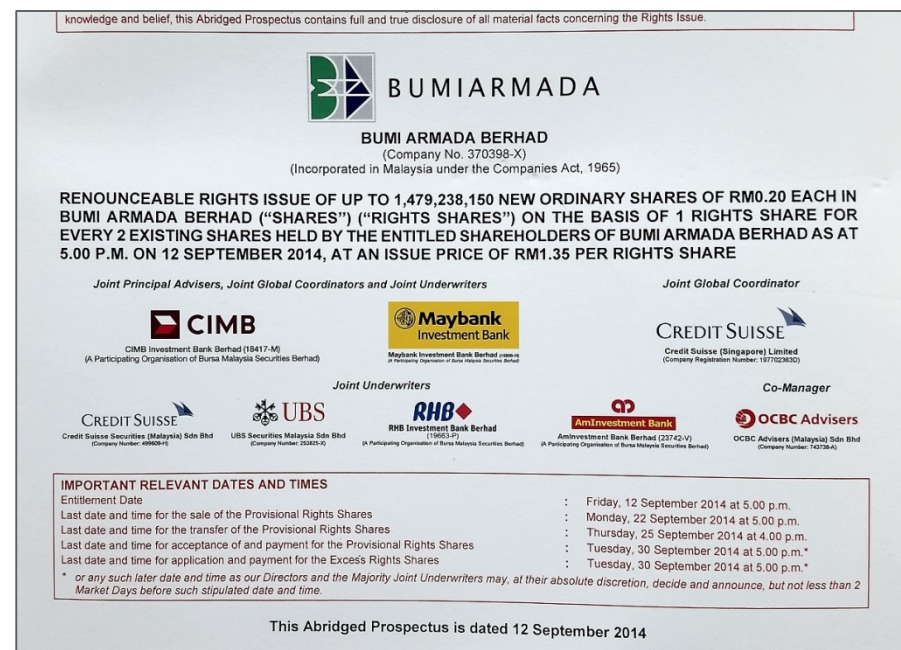 knowledge and belief, this Abridged Prospectus contains full and true disclosure of all material facts concerning the Rights Issue.
BUMIARMADA
BUMI ARMADA BERHAD
(Company No. 370398-X)
(Incorporated in Malaysia under the Companies Act, 1965)
RENOUNCEABLE RIGHTS ISSUE OF UP TO 1,479,238,150 NEW ORDINARY SHARES OF RM0.20 EACH IN
BUMI ARMADA BERHAD ("SHARES") ("RIGHTS SHARES") ON THE BASIS OF 1 RIGHTS SHARE FOR
EVERY 2 EXISTING SHARES HELD BY THE ENTITLED SHAREHOLDERS OF BUMI ARMADA BERHAD AS AT
5.00 P.M. ON 12 SEPTEMBER 2014, AT AN ISSUE PRICE OF RM1.35 PER RIGHTS SHARE
Joint Principal Advisers, Joint Global Coordinators and Joint Underwriters
CIMB
CIMB Investment Bank Berhad (18417-M)
(A Participating Organisation of Bursa Malaysia Securities Berhad)
Maybank
Investment Bank
Maybank Investment Bank Berhad
(A Participating Organisation of Bursa Malaysia Securities Berhad)
Joint Global Coordinator
CREDIT SUISSE
Credit Suisse (Singapore) Limited
(Company Registration Number: 197702363D)
Joint Underwriters
CREDIT SUISSE
Credit Suisse Securities (Malaysia) Sdn Bhd
(Company Number: 499609-H)
UBS
UBS Securities Malaysia Sdn Bhd
(Company Number: 253825-X)
RHB
RHB Investment Bank Berhad
(19663-P)
(A Participating Organisation of Bursa Malaysia Securities Berhad)
AmInvestment Bank
AmInvestment Bank Berhad (23742-V)
(A Participating Organisation of Bursa Malaysia Securities Berhad)
Co-Manager
OCBC Advisers
OCBC Advisers (Malaysia) Sdn Bhd
(Company Number: 743738-A)
IMPORTANT RELEVANT DATES AND TIMES
Entitlement Date : Friday, 12 September 2014 at 5.00 p.m.
Last date and time for the sale of the Provisional Rights Shares : Monday, 22 September 2014 at 5.00 p.m.
Last date and time for the transfer of the Provisional Rights Shares : Thursday, 25 September 2014 at 4.00 p.m.
Last date and time for acceptance of and payment for the Provisional Rights Shares : Tuesday, 30 September 2014 at 5.00 p.m.*
Last date and time for application and payment for the Excess Rights Shares : Tuesday, 30 September 2014 at 5.00 p.m.*
* or any such later date and time as our Directors and the Majority Joint Underwriters may, at their absolute discretion, decide and announce, but not less than 2
Market Days before such stipulated date and time.
This Abridged Prospectus is dated 12 September 2014